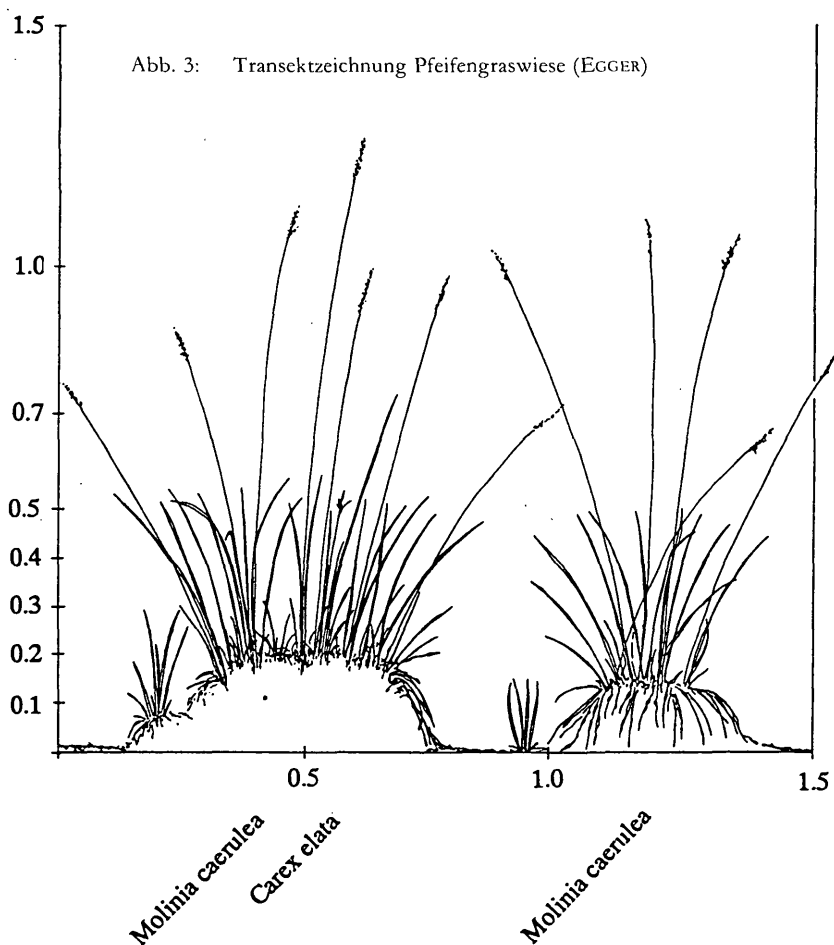 1.5
Abb. 3: Transektzeichnung Pfeifengraswiese (EGGER)
1.0
0.7
0.5
0.4
0.3
0.2
0.1
0.5 1.0 1.5
Molinia caerulea
Carex elata
Molinia caerulea